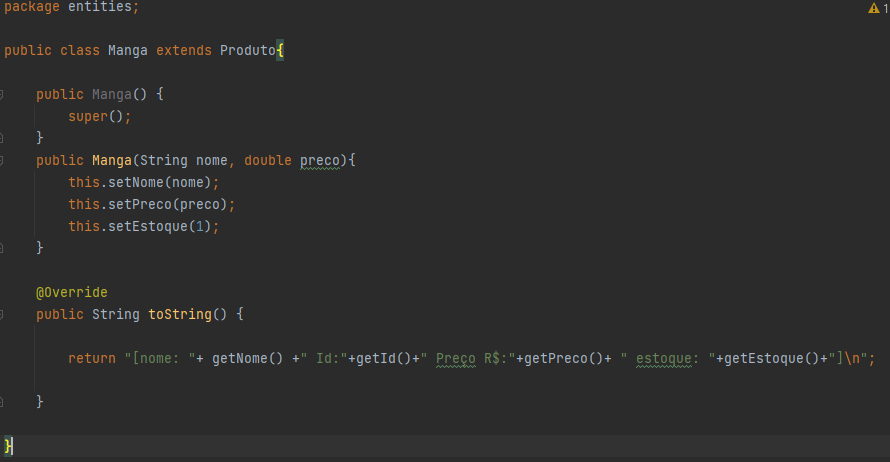 package entities;
1
public class Manga extends Produto{
public Manga() {
super();
}
public Manga(String nome, double preco){
this.setNome(nome);
this.setPreco(preco);
this.setEstoque(1);
}
@Override
public String toString() {
return "[nome: "+ getNome() +" Id:"+getId()+" Preço R$:"+getPreco()+ " estoque: "+getEstoque()+"]\n";
}
}